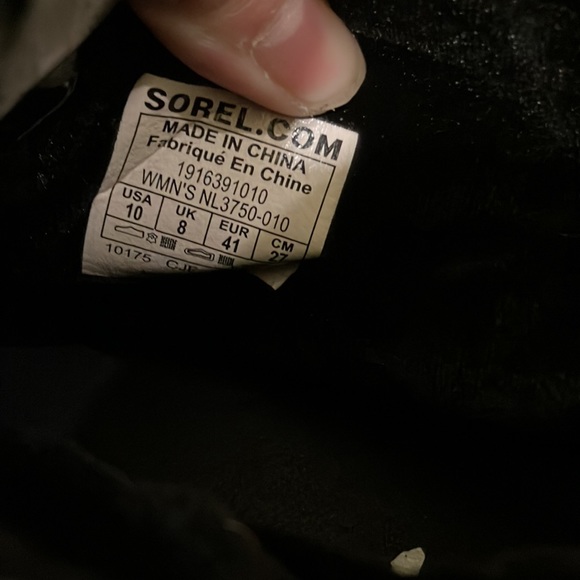 SOREL.COM
MADE IN CHINA
Fabriqué En Chine
1916391010
WMN'S NL3750-010
USA UK EUR CM
10 8 41 27
10175